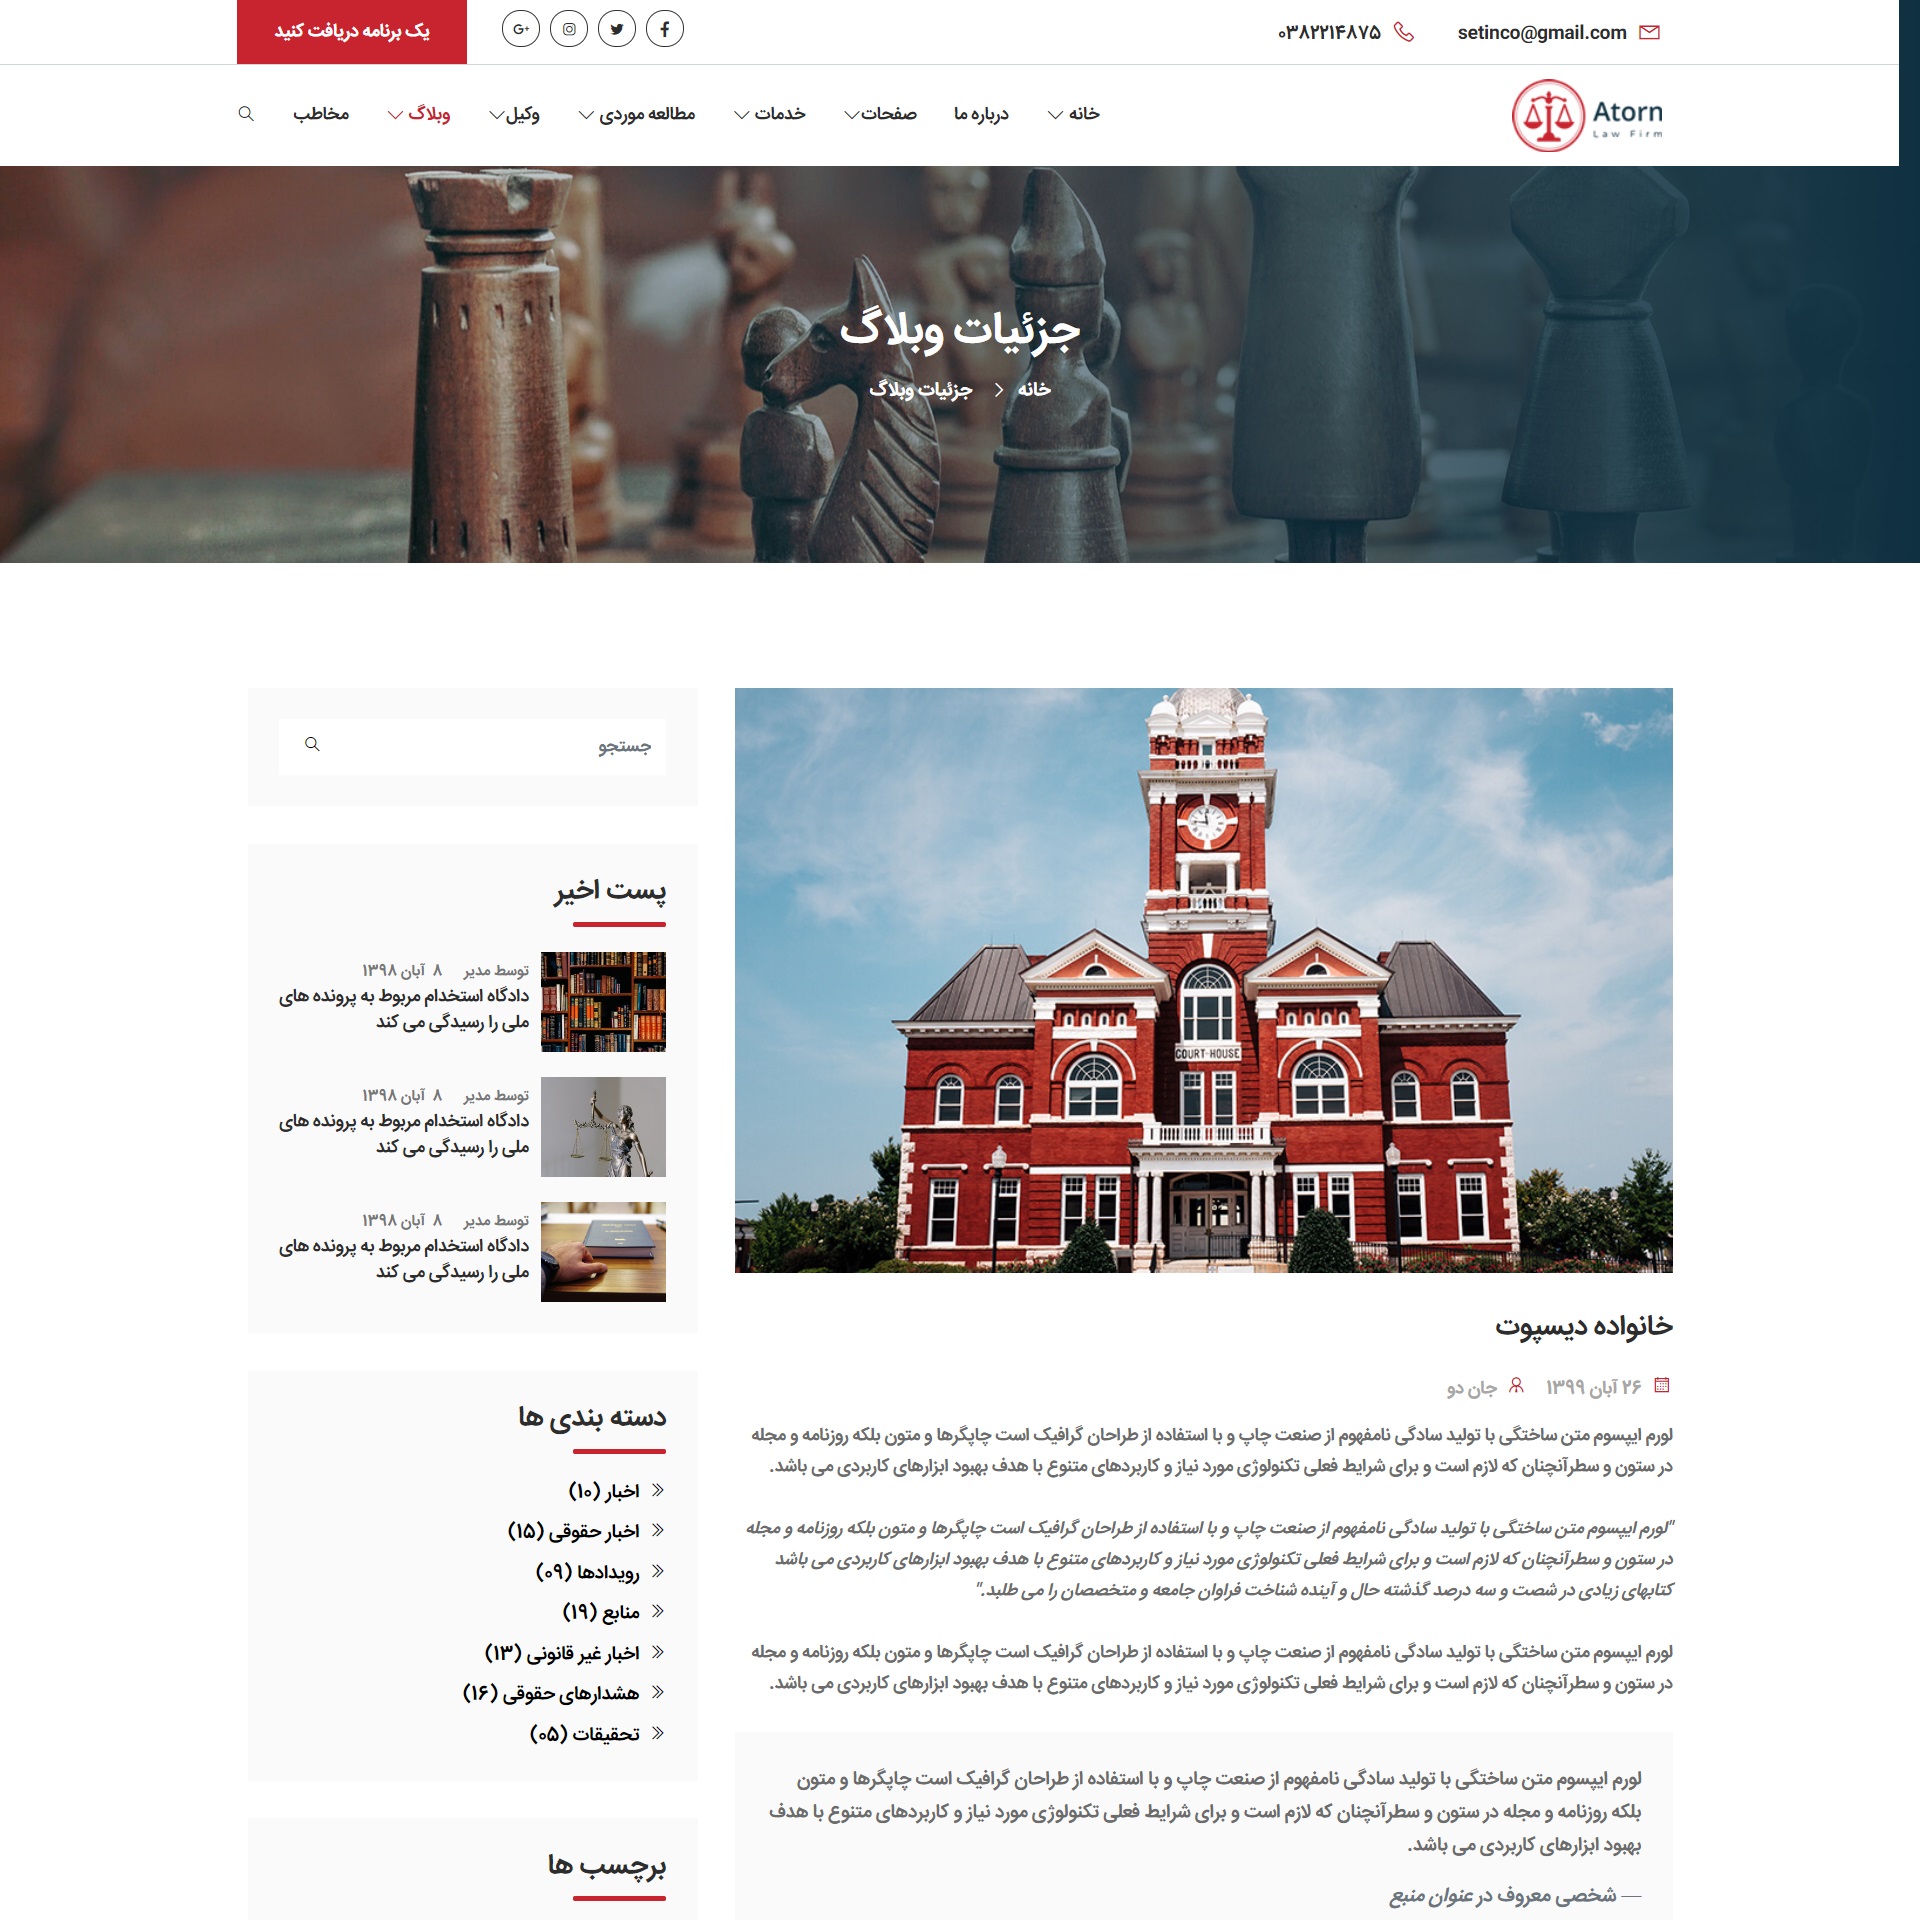 setinco@gmail.com
۰۳۸۲۲۱۴۸۷۵
یک برنامه دریافت کنید
Atorn
Law Firm
خانه
درباره ما
صفحات
خدمات
مطالعه موردی
وکیل
وبلاگ
مخاطب
جزئیات وبلاگ
خانه
جزئیات وبلاگ
COURT-HOUSE
خانواده دیسپوت
۲۶ آبان ۱۳۹۹
جان دو
لورم ایپسوم متن ساختگی با تولید سادگی نامفهوم از صنعت چاپ و با استفاده از طراحان گرافیک است چاپگرها و متون بلکه روزنامه و مجله
در ستون و سطرآنچنان که لازم است و برای شرایط فعلی تکنولوژی مورد نیاز و کاربردهای متنوع با هدف بهبود ابزارهای کاربردی می باشد.
"لورم ایپسوم متن ساختگی با تولید سادگی نامفهوم از صنعت چاپ و با استفاده از طراحان گرافیک است چاپگرها و متون بلکه روزنامه و مجله
در ستون و سطرآنچنان که لازم است و برای شرایط فعلی تکنولوژی مورد نیاز و کاربردهای متنوع با هدف بهبود ابزارهای کاربردی می باشد
کتابهای زیادی در شصت و سه درصد گذشته حال و آینده شناخت فراوان جامعه و متخصصان را می طلبد."
لورم ایپسوم متن ساختگی با تولید سادگی نامفهوم از صنعت چاپ و با استفاده از طراحان گرافیک است چاپگرها و متون بلکه روزنامه و مجله
در ستون و سطرآنچنان که لازم است و برای شرایط فعلی تکنولوژی مورد نیاز و کاربردهای متنوع با هدف بهبود ابزارهای کاربردی می باشد.
لورم ایپسوم متن ساختگی با تولید سادگی نامفهوم از صنعت چاپ و با استفاده از طراحان گرافیک است چاپگرها و متون
بلکه روزنامه و مجله در ستون و سطرآنچنان که لازم است و برای شرایط فعلی تکنولوژی مورد نیاز و کاربردهای متنوع با هدف
بهبود ابزارهای کاربردی می باشد.
— شخصی معروف در عنوان منبع
جستجو
پست اخیر
توسط مدیر ۸ آبان ۱۳۹۸
دادگاه استخدام مربوط به پرونده های
ملی را رسیدگی می کند
توسط مدیر ۸ آبان ۱۳۹۸
دادگاه استخدام مربوط به پرونده های
ملی را رسیدگی می کند
توسط مدیر ۸ آبان ۱۳۹۸
دادگاه استخدام مربوط به پرونده های
ملی را رسیدگی می کند
دسته بندی ها
اخبار (۱۰)
اخبار حقوقی (۱۵)
رویدادها (۰۹)
منابع (۱۹)
اخبار غیر قانونی (۱۳)
هشدارهای حقوقی (۱۶)
تحقیقات (۰۵)
برچسب ها